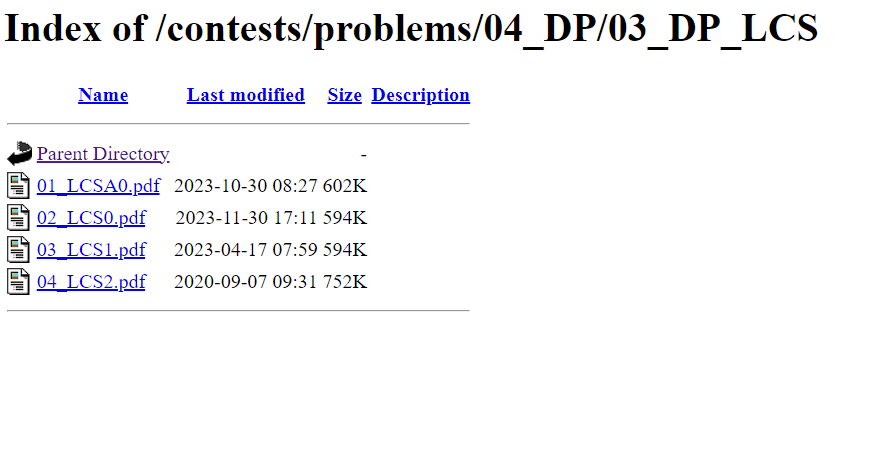 Index of /contests/problems/04_DP/03_DP_LCS
Name Last modified Size Description
Parent Directory -
01_LCSA0.pdf 2023-10-30 08:27 602K
02_LCS0.pdf 2023-11-30 17:11 594K
03_LCS1.pdf 2023-04-17 07:59 594K
04_LCS2.pdf 2020-09-07 09:31 752K